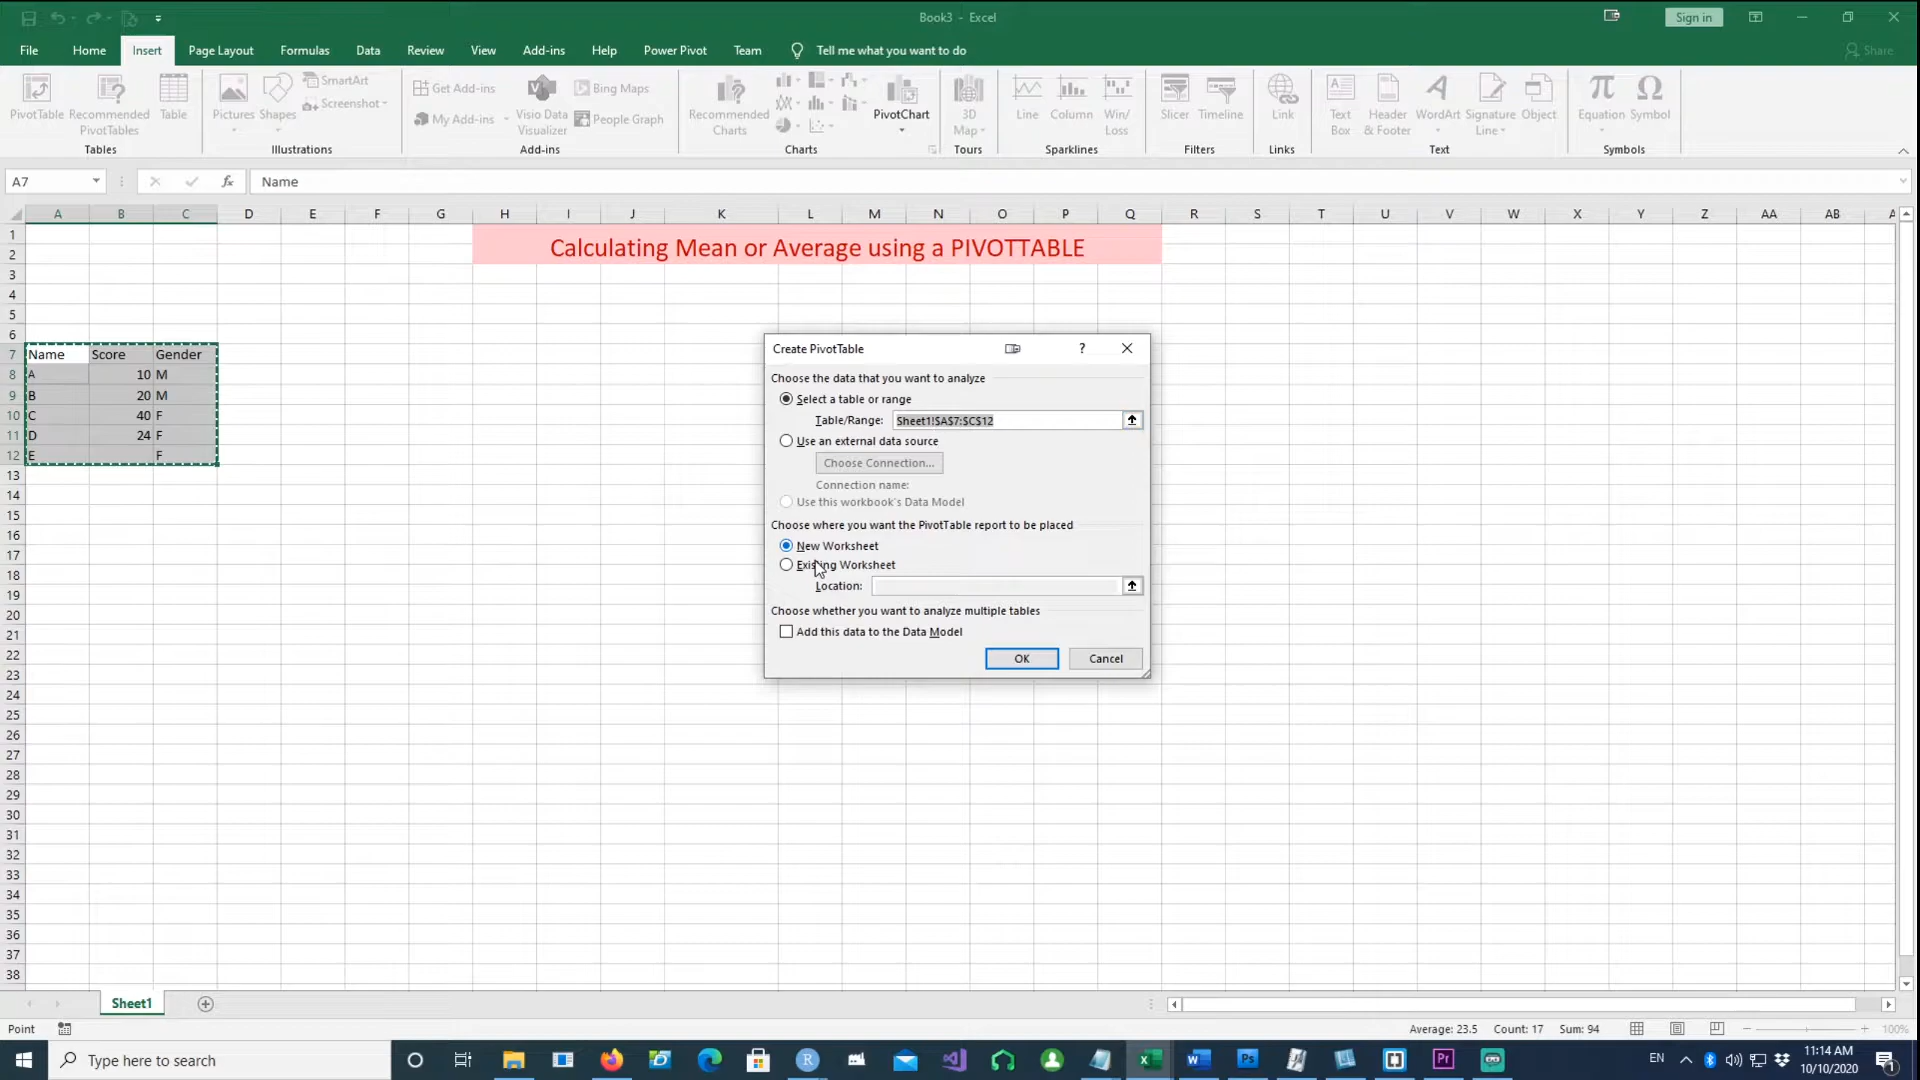 Book3 - Excel
Sign in
File Home Insert Page Layout Formulas Data Review View Add-ins Help Power Pivot Team Tell me what you want to do Share
PivotTable Recommended PivotTables Table
Tables
Pictures Shapes SmartArt Screenshot
Illustrations
Get Add-ins My Add-ins Visio Data Visualizer Bing Maps People Graph
Add-ins
Recommended Charts PivotChart
Charts
3D Map
Tours
Line Column Win/Loss
Sparklines
Slicer Timeline
Filters
Link
Links
Text Box Header & Footer WordArt Signature Line Object
Text
Equation Symbol
Symbols
A7 fx Name
A B C D E F G H I J K L M N O P Q R S T U V W X Y Z AA AB A
1
2 Calculating Mean or Average using a PIVOTTABLE
3
4
5
6
7 Name Score Gender
8 A 10 M
9 B 20 M
10 C 40 F
11 D 24 F
12 E F
13
14
15
16
17
18
19
20
21
22
23
24
25
26
27
28
29
30
31
32
33
34
35
36
37
38
Create PivotTable ?
Choose the data that you want to analyze
Select a table or range
Table/Range: Sheet1!$A$7:$C$12
Use an external data source
Choose Connection...
Connection name:
Use this workbook's Data Model
Choose where you want the PivotTable report to be placed
New Worksheet
Existing Worksheet
Location:
Choose whether you want to analyze multiple tables
Add this data to the Data Model
OK Cancel
Sheet1
Point Average: 23.5 Count: 17 Sum: 94 100%
Type here to search
EN
11:14 AM
10/10/2020
1